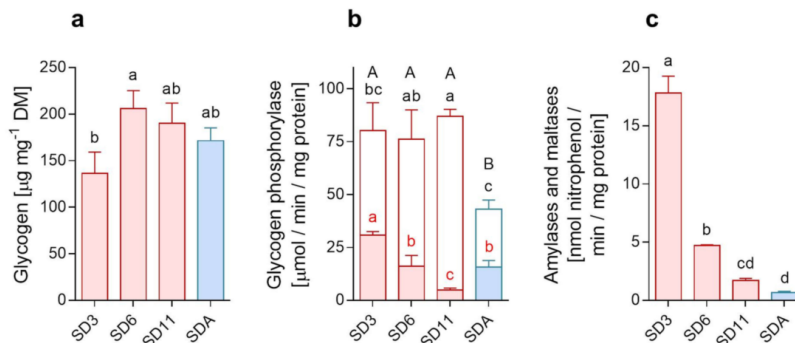 a
Glycogen [µg mg⁻¹ DM]
250
200
150
100
50
0
b
a
ab
ab
SD3
SD6
SD11
SDA
b
Glycogen phosphorylase
[µmol / min / mg protein]
100
75
50
25
0
A
A
A
bc
ab
a
B
c
a
b
c
b
SD3
SD6
SD11
SDA
c
Amylases and maltases
[nmol nitrophenol /
min / mg protein]
20
15
10
5
0
a
b
cd
d
SD3
SD6
SD11
SDA